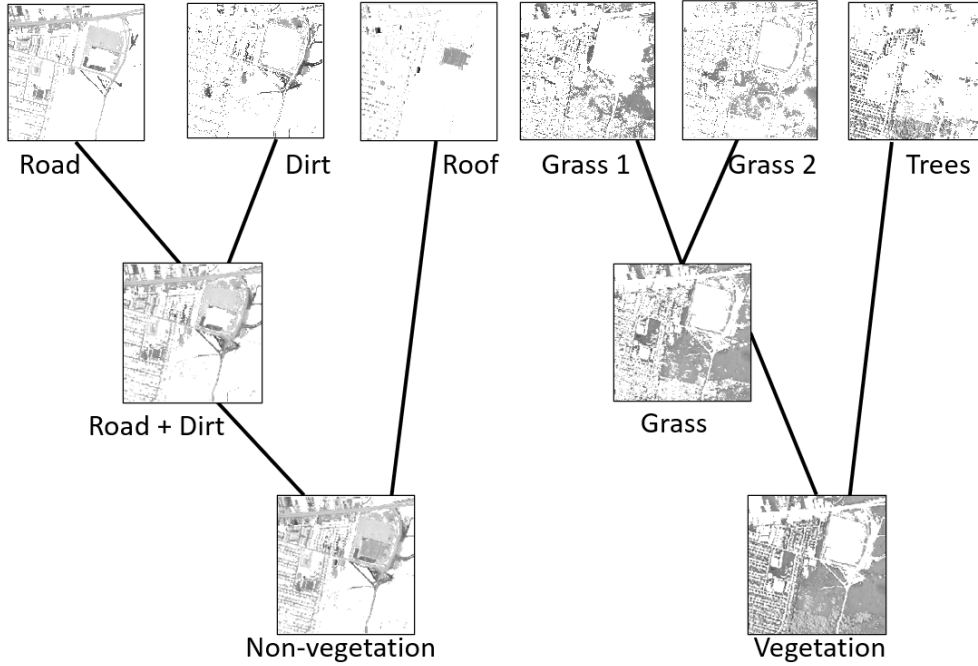 Road
Dirt
Roof
Grass 1
Grass 2
Trees
Road + Dirt
Grass
Non-vegetation
Vegetation